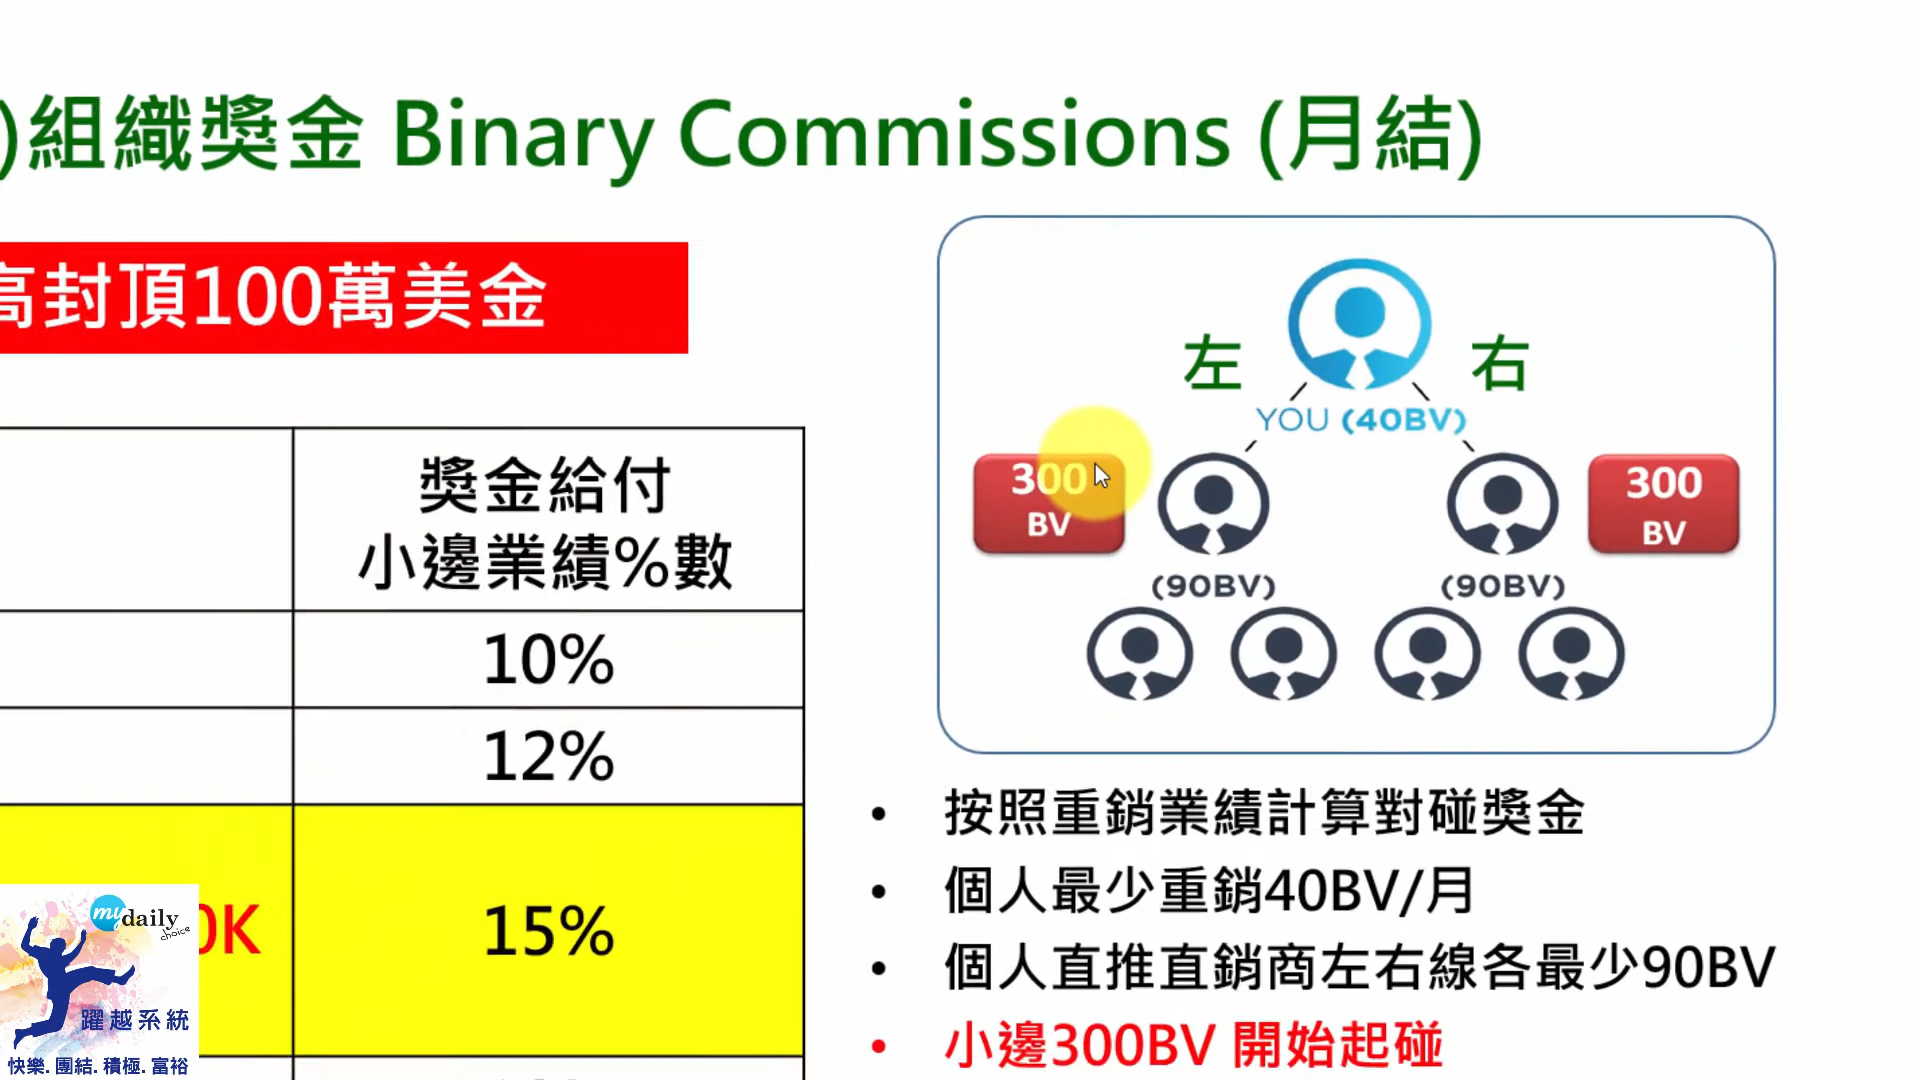 )組織獎金 Binary Commissions (月結)
高封頂100萬美金
獎金給付
小邊業績%數
10%
12%
0K
15%
左
右
YOU (40BV)
300
BV
300
BV
(90BV)
(90BV)
• 按照重銷業績計算對碰獎金
• 個人最少重銷40BV/月
• 個人直推直銷商左右線各最少90BV
• 小邊300BV 開始起碰
my daily
choice
躍越系統
快樂. 團結. 積極. 富裕